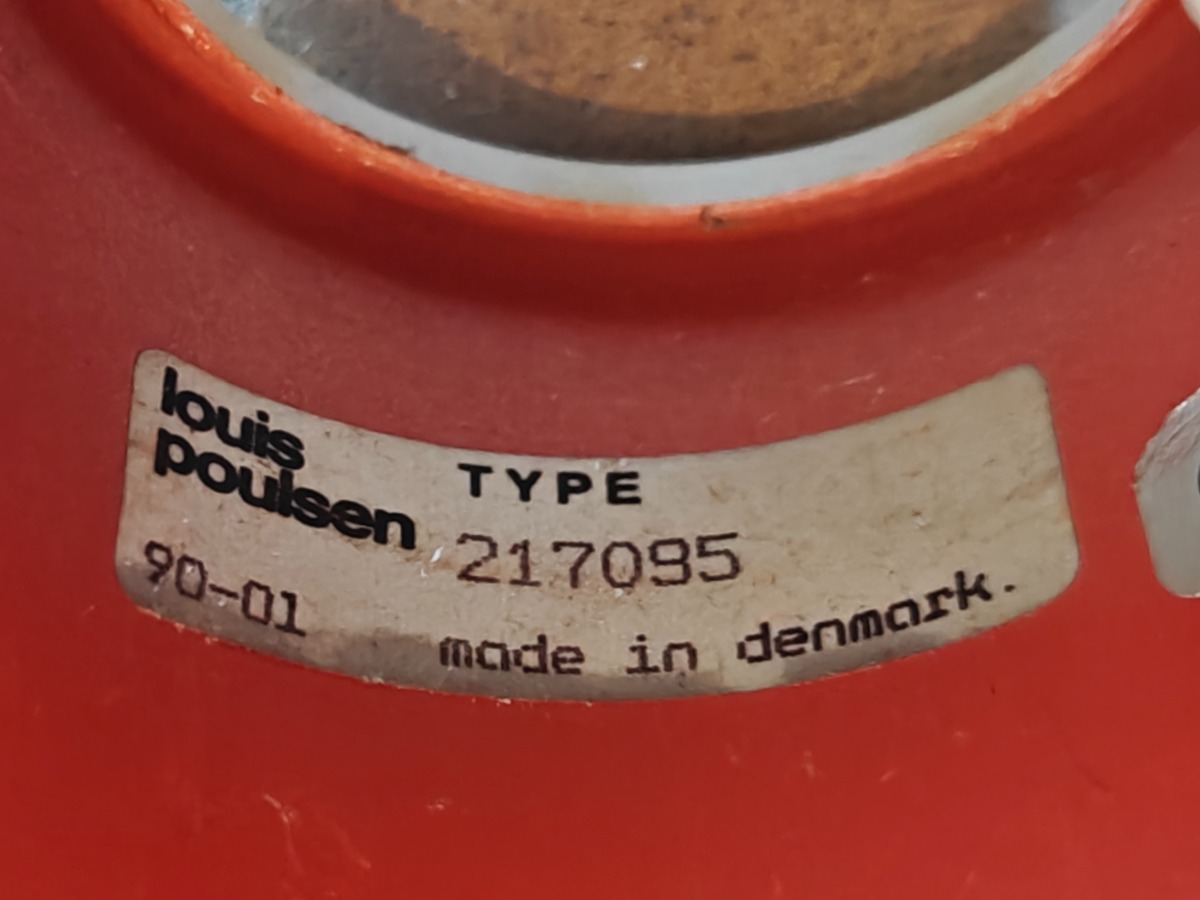 louis
poulsen
TYPE
217095
90-01
made in denmark.